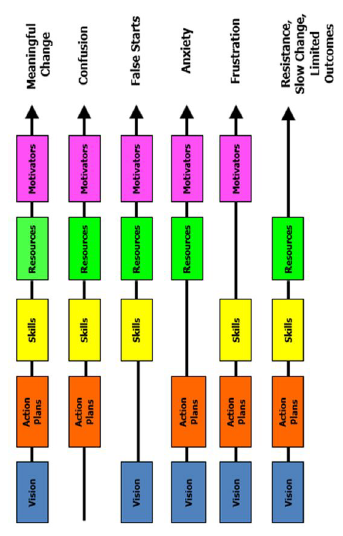 Vision
Action
Plans
Skills
Resources
Motivators
Meaningful
Change
Action
Plans
Skills
Resources
Motivators
Confusion
Vision
Skills
Resources
Motivators
False Starts
Vision
Action
Plans
Resources
Motivators
Anxiety
Vision
Action
Plans
Skills
Motivators
Frustration
Vision
Action
Plans
Skills
Resources
Resistance,
Slow Change,
Limited
Outcomes